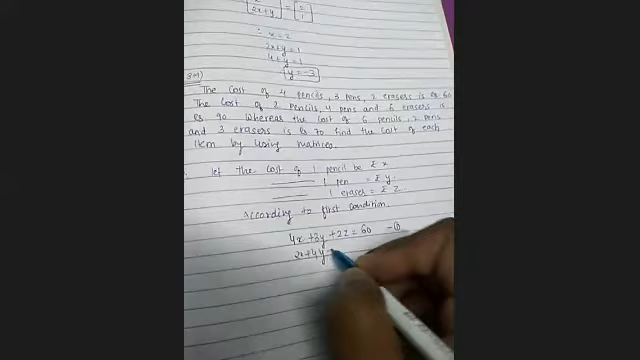 2x+y = 2
1
∴ x=2
2x+y=1
4+y=1
y=-3
The cost of 4 pencils, 3 pens, 2 erasers is Rs 60
The cost of 2 pencils, 4 pens and 6 erasers is
Rs 90 Whereas the cost of 6 pencils, 2 pens
and 3 erasers is Rs 70 find the cost of each
item by using matrices.
let the cost of 1 pencil be ₹ x
1 pen = ₹ y.
1 eraser = ₹ z.
According to first condition.
4x+3y+2z=60 -①
2x+4y